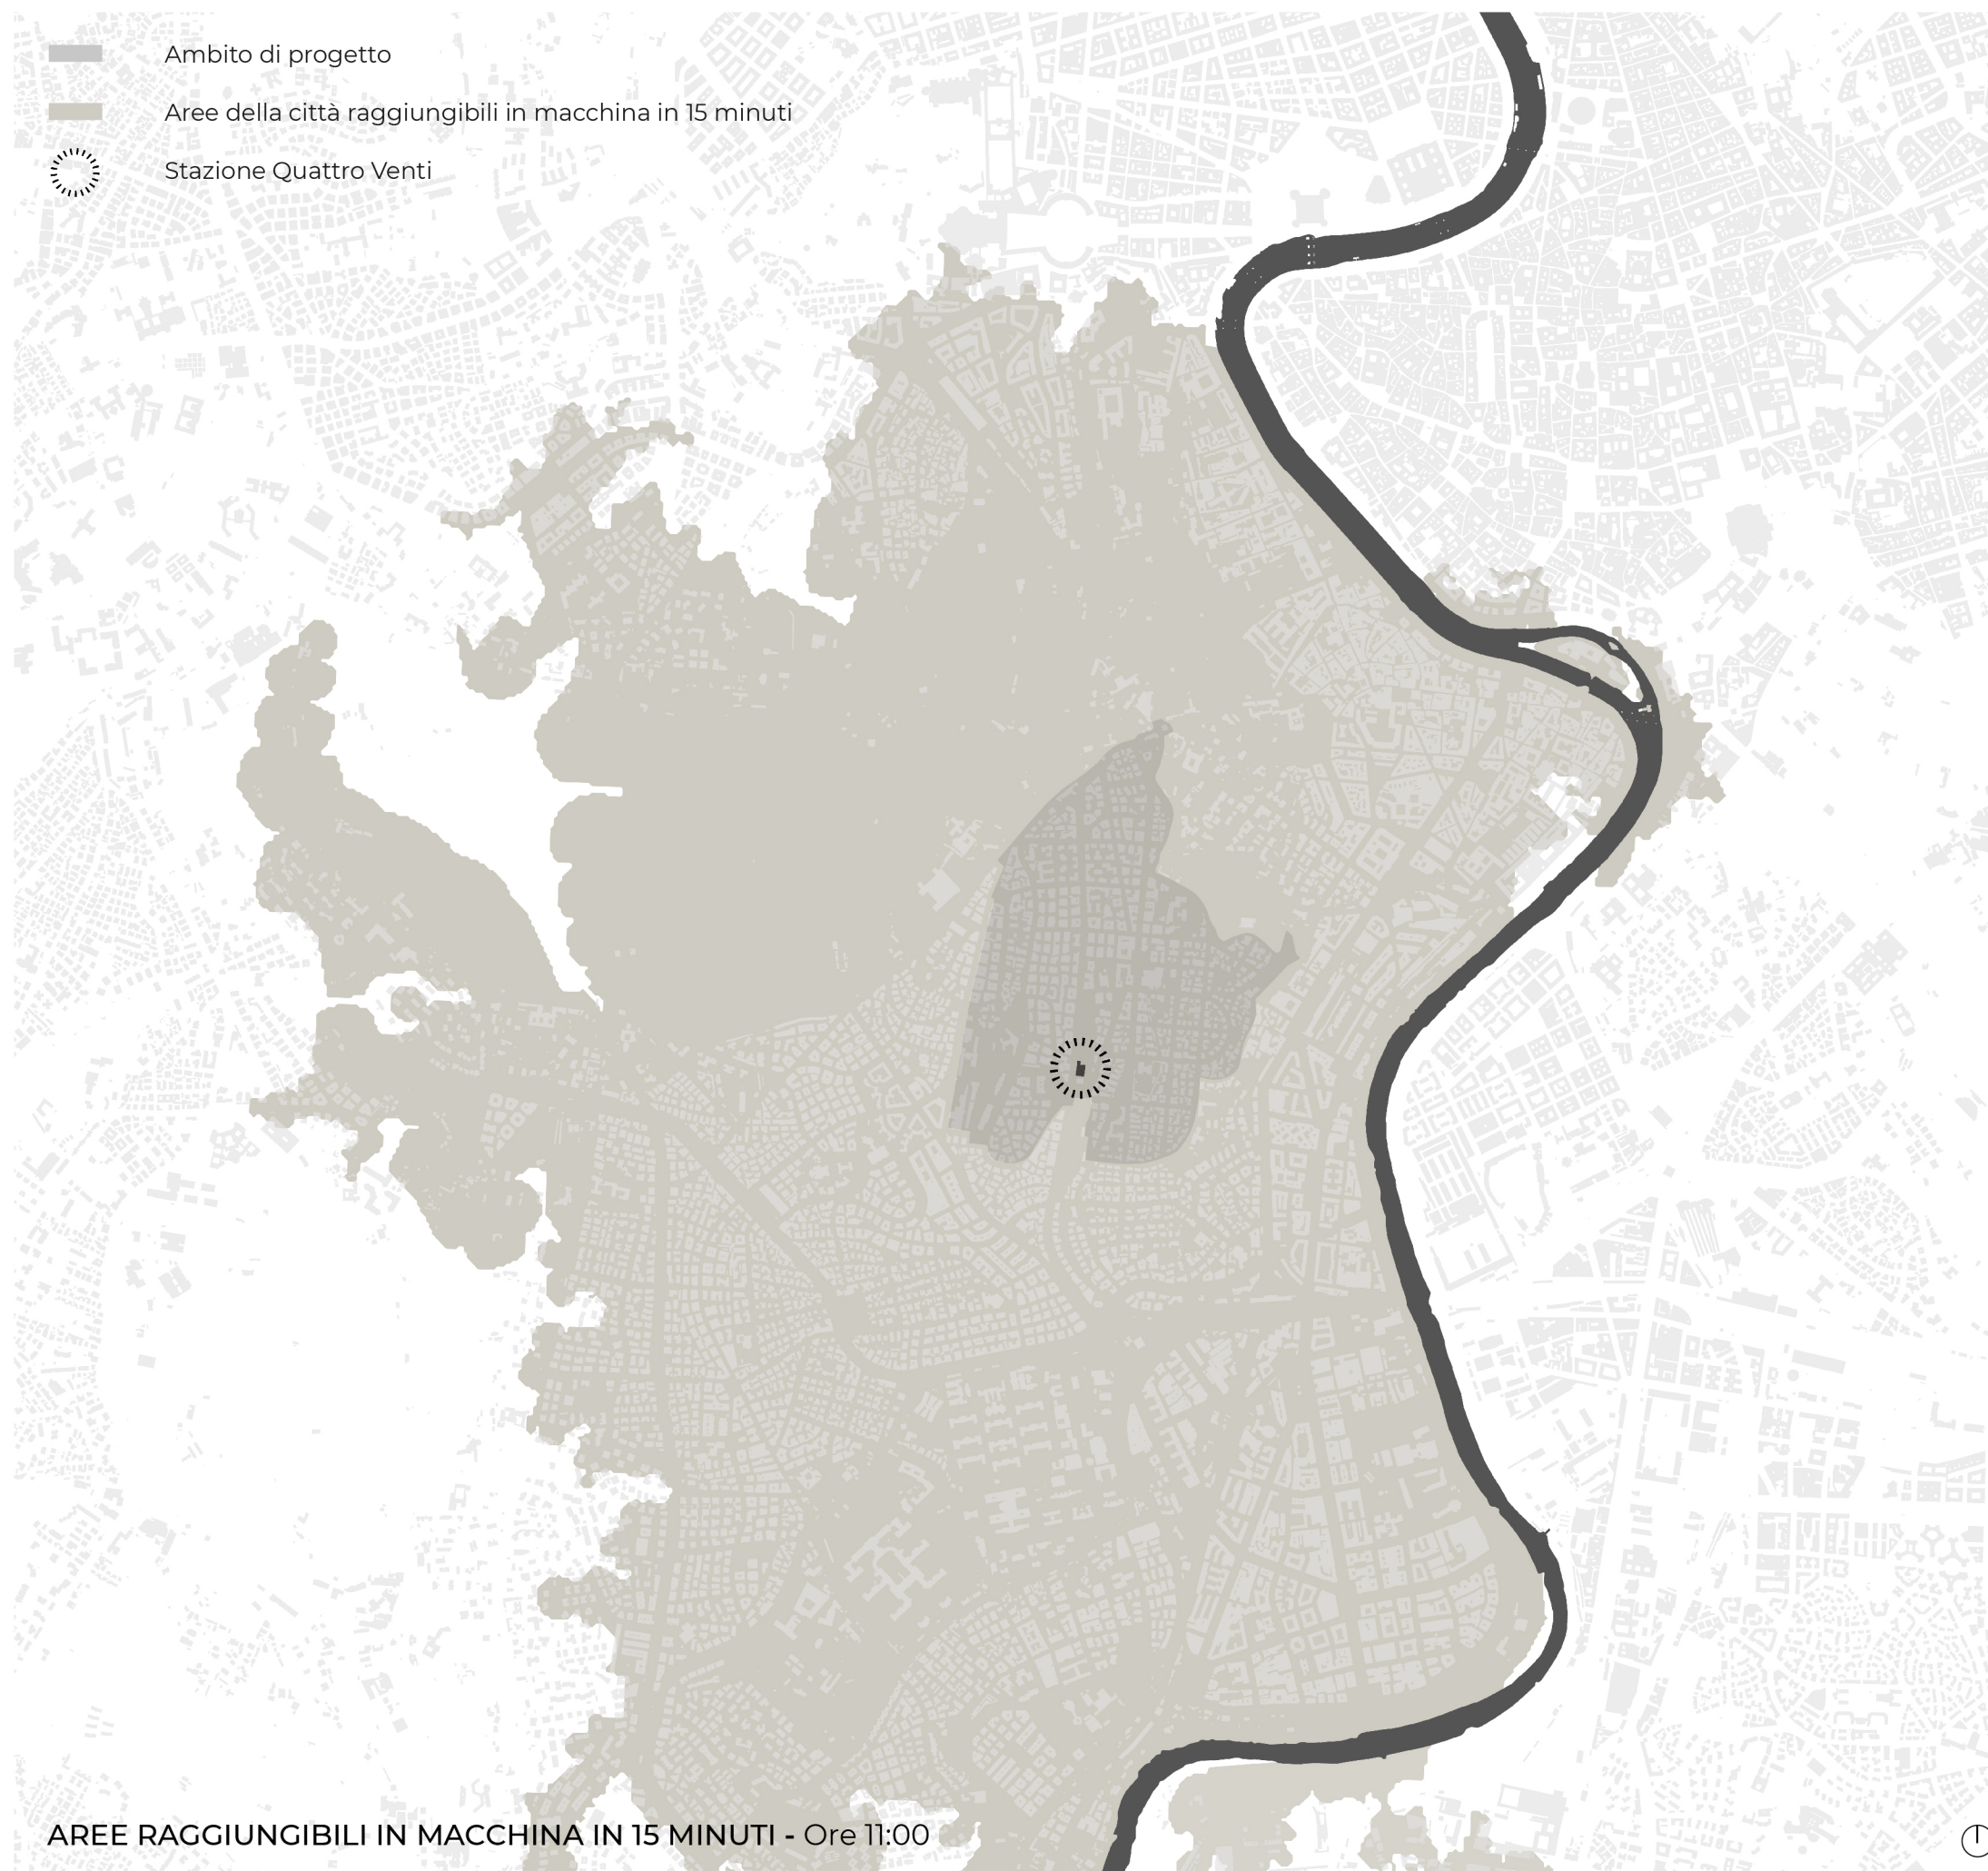 Ambito di progetto
Aree della città raggiungibili in macchina in 15 minuti
Stazione Quattro Venti
AREE RAGGIUNGIBILI IN MACCHINA IN 15 MINUTI - Ore 11:00